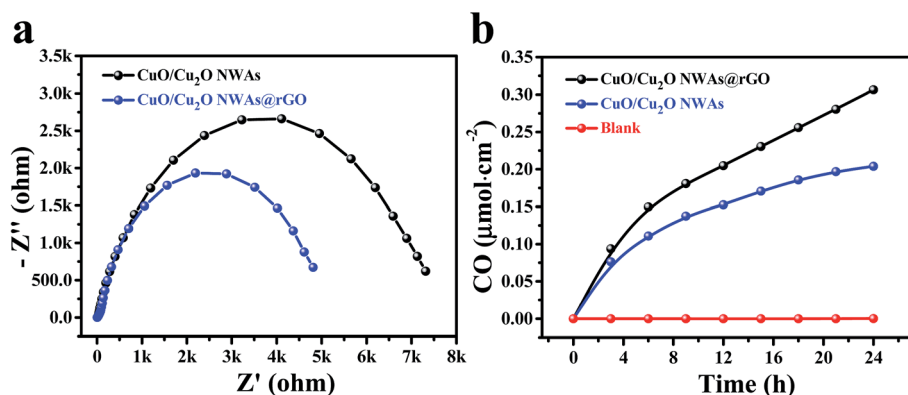 a
3.0k
2.5k
2.0k
1.5k
1.0k
500.0
0.0
- Z'' (ohm)
CuO/Cu₂O NWAs
CuO/Cu₂O NWAs@rGO
0 1k 2k 3k 4k 5k 6k 7k 8k
Z' (ohm)
b
0.35
0.30
0.25
0.20
0.15
0.10
0.05
0.00
CO (μmol·cm⁻²)
CuO/Cu₂O NWAs@rGO
CuO/Cu₂O NWAs
Blank
0 4 8 12 16 20 24
Time (h)